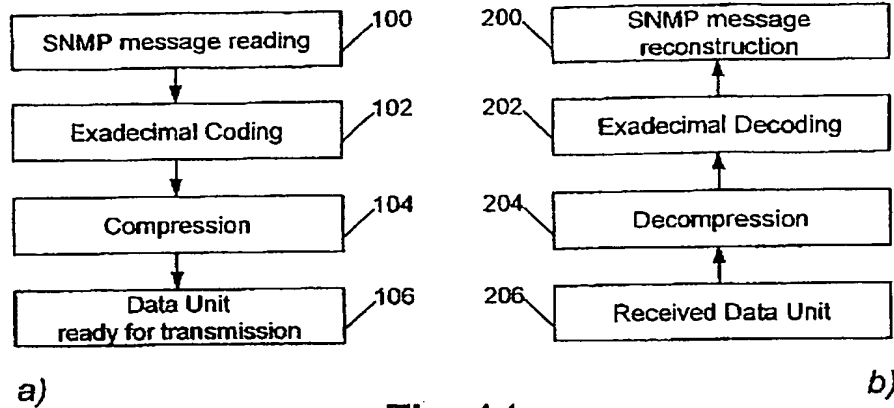 SNMP message reading
100
Exadecimal Coding
102
Compression
104
Data Unit
ready for transmission
106
a)
200
SNMP message
reconstruction
202
Exadecimal Decoding
204
Decompression
206
Received Data Unit
b)